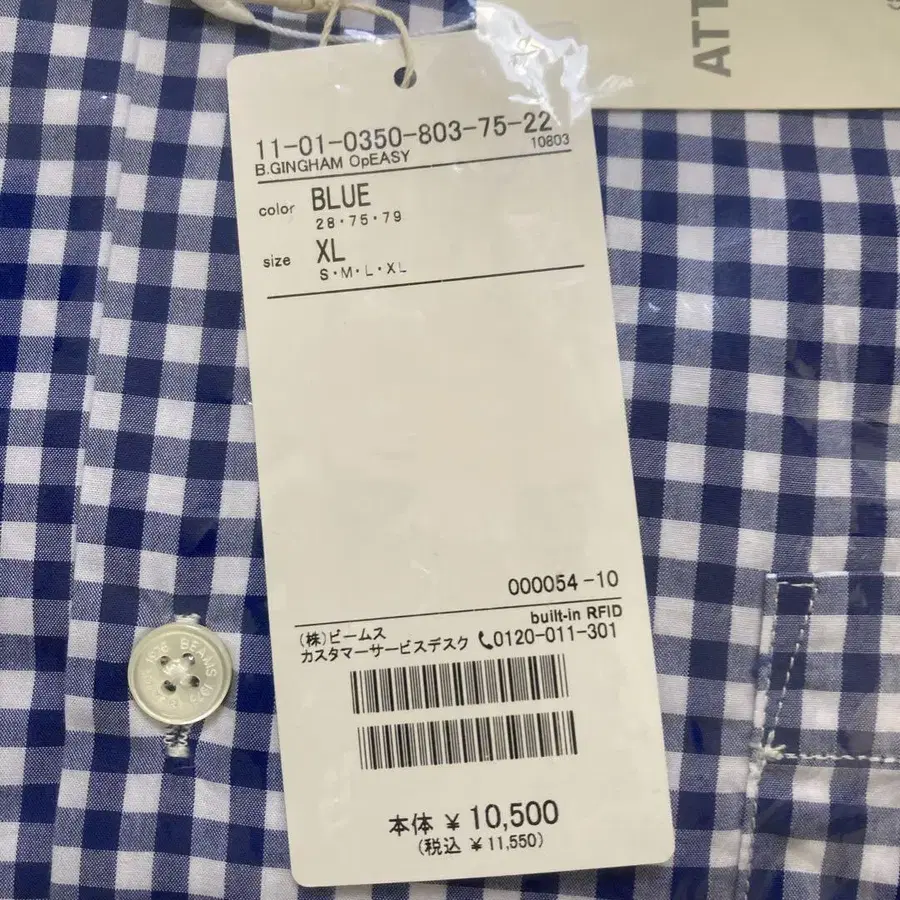 ATT
11-01-0350-803-75-22
B.GINGHAM OpEASY 10803
color BLUE
28・75・79
size XL
S・M・L・XL
000054-10
built-in RFID
(株)ビームス
カスタマーサービスデスク 0120-011-301
本体 ¥10,500
(税込 ¥11,550)
BEAMS